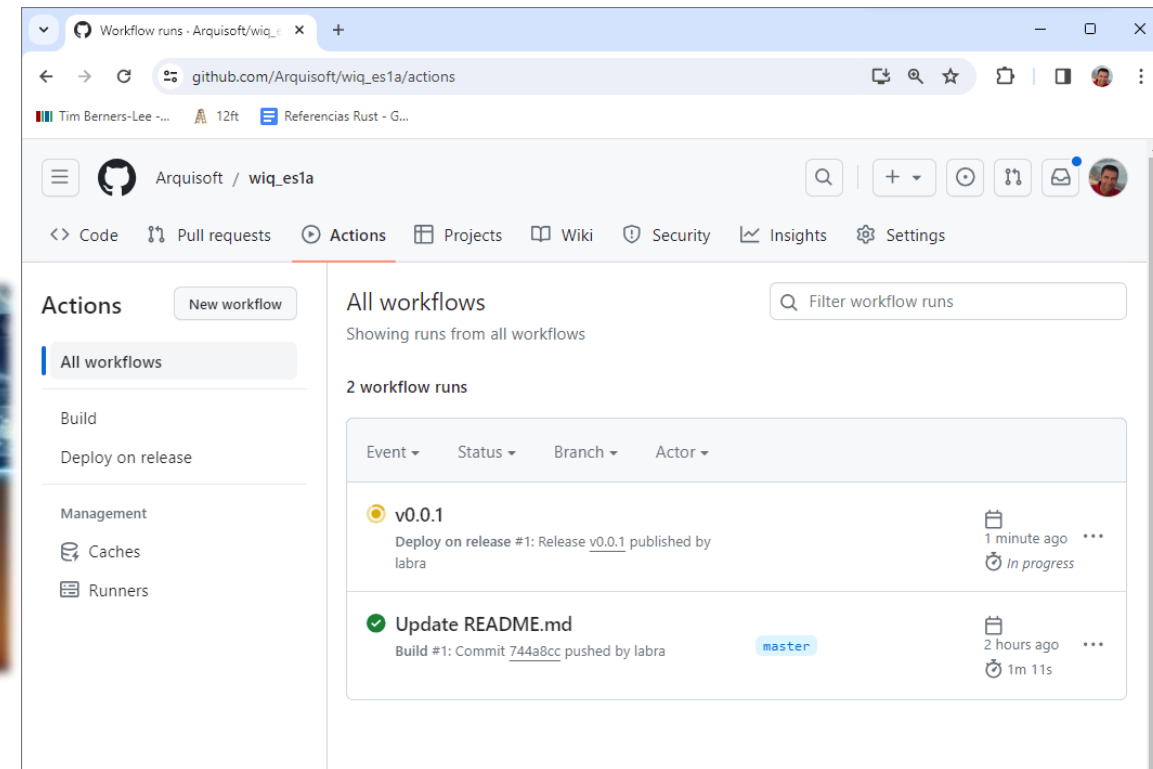 Workflow runs · Arquisoft/wiq_e
github.com/Arquisoft/wiq_es1a/actions
Tim Berners-Lee -... 12ft Referencias Rust - G...
Arquisoft / wiq_es1a
Code Pull requests Actions Projects Wiki Security Insights Settings
Actions New workflow
All workflows
Build
Deploy on release
Management
Caches
Runners
All workflows
Filter workflow runs
Showing runs from all workflows
2 workflow runs
Event Status Branch Actor
v0.0.1
Deploy on release #1: Release v0.0.1 published by
labra
1 minute ago
In progress
Update README.md
Build #1: Commit 744a8cc pushed by labra
master
2 hours ago
1m 11s